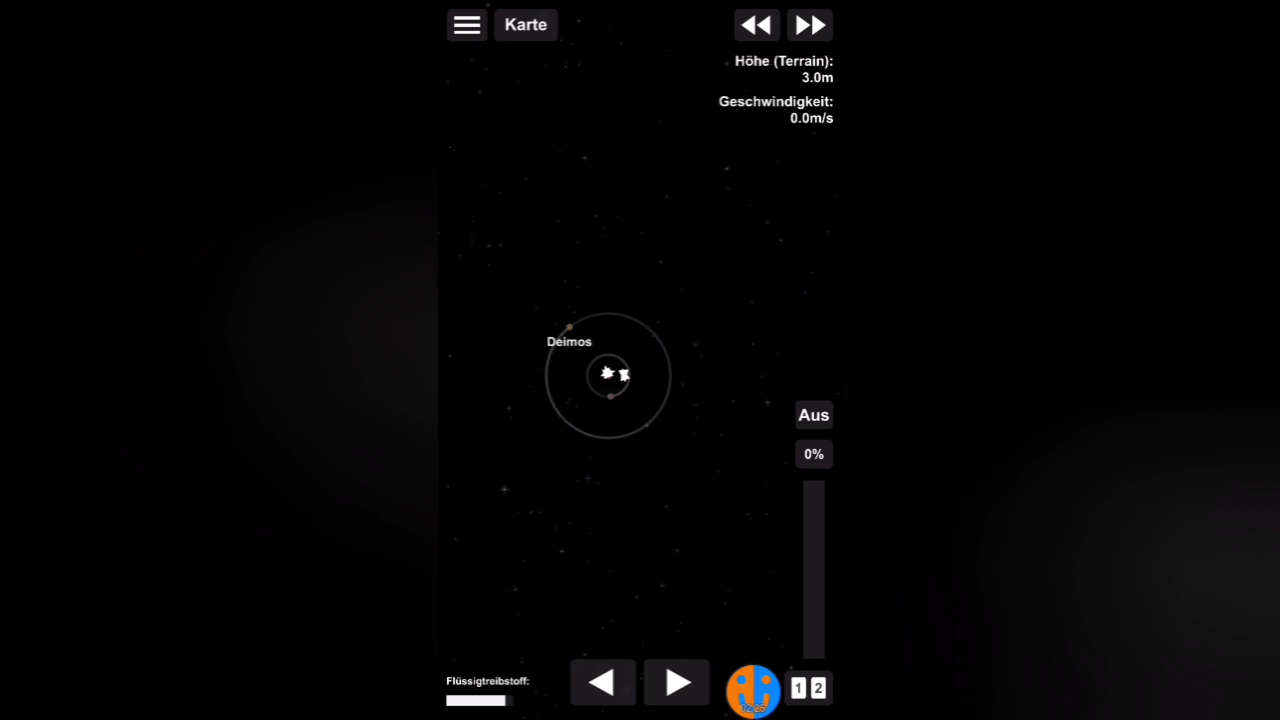 Karte
Höhe (Terrain):
3.0m
Geschwindigkeit:
0.0m/s
Deimos
Aus
0%
Flüssigtreibstoff:
1 2